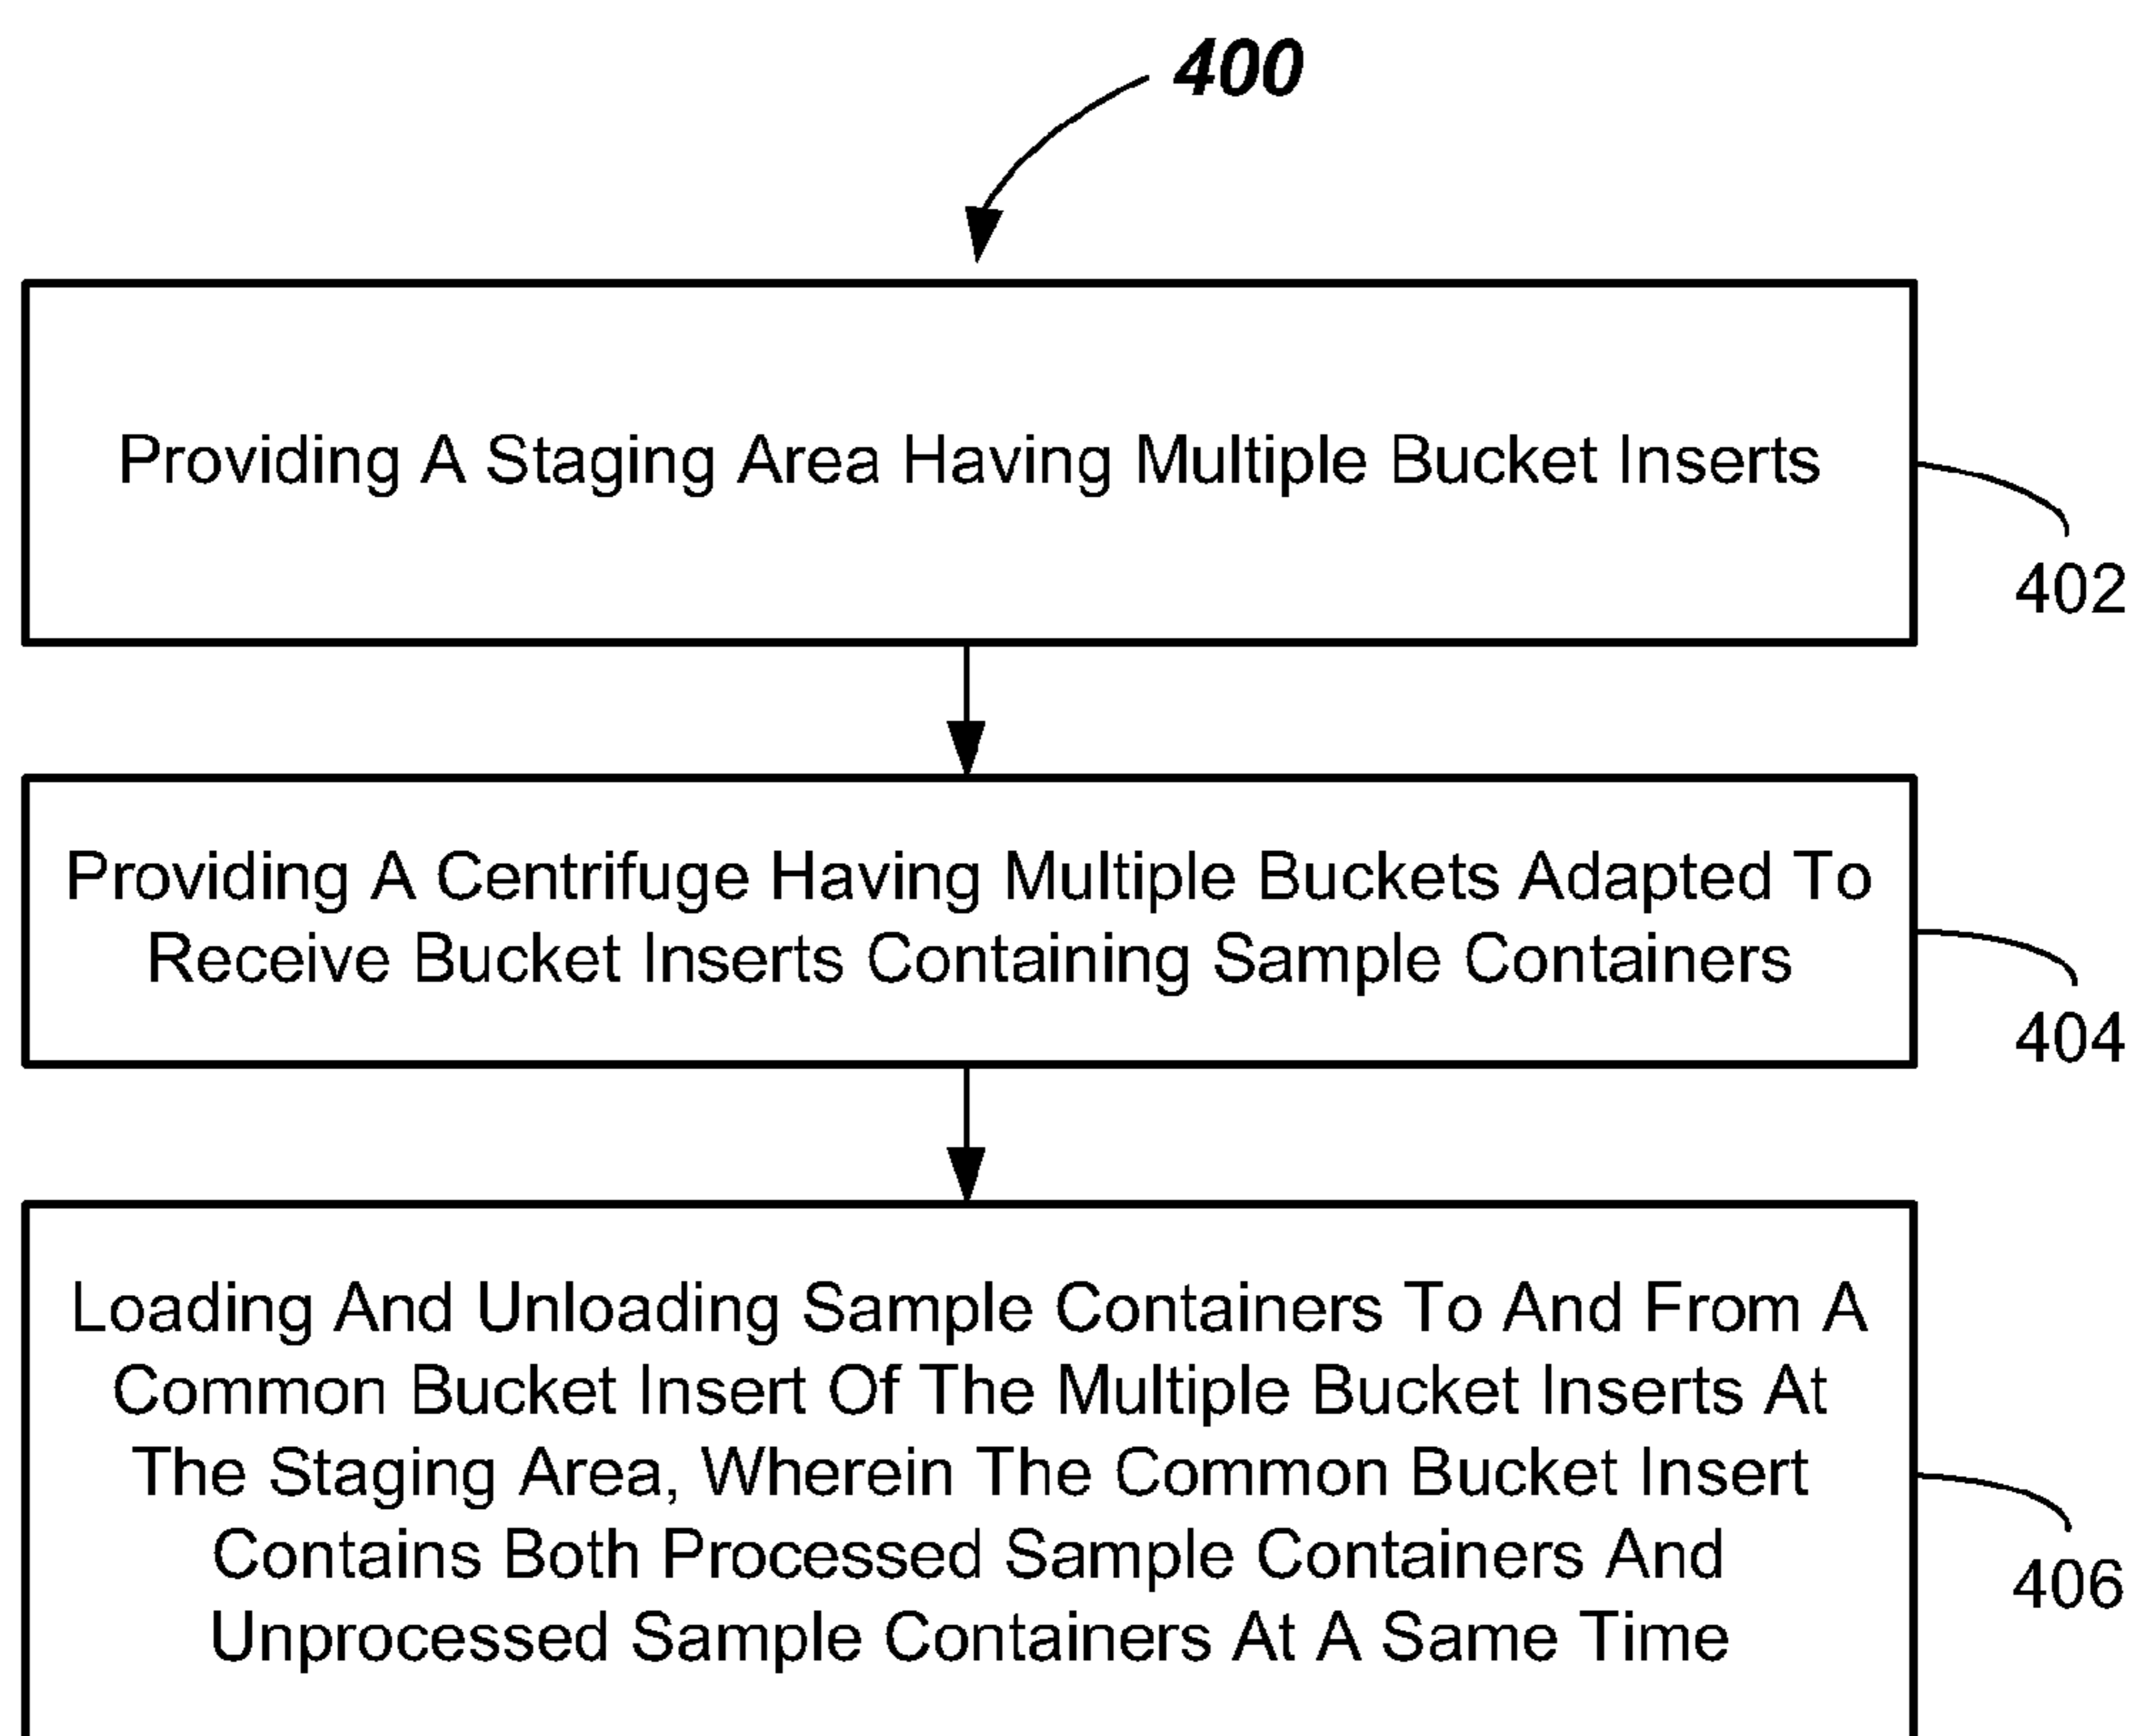 400
Providing A Staging Area Having Multiple Bucket Inserts
402
Providing A Centrifuge Having Multiple Buckets Adapted To
Receive Bucket Inserts Containing Sample Containers
404
Loading And Unloading Sample Containers To And From A
Common Bucket Insert Of The Multiple Bucket Inserts At
The Staging Area, Wherein The Common Bucket Insert
Contains Both Processed Sample Containers And
Unprocessed Sample Containers At A Same Time
406